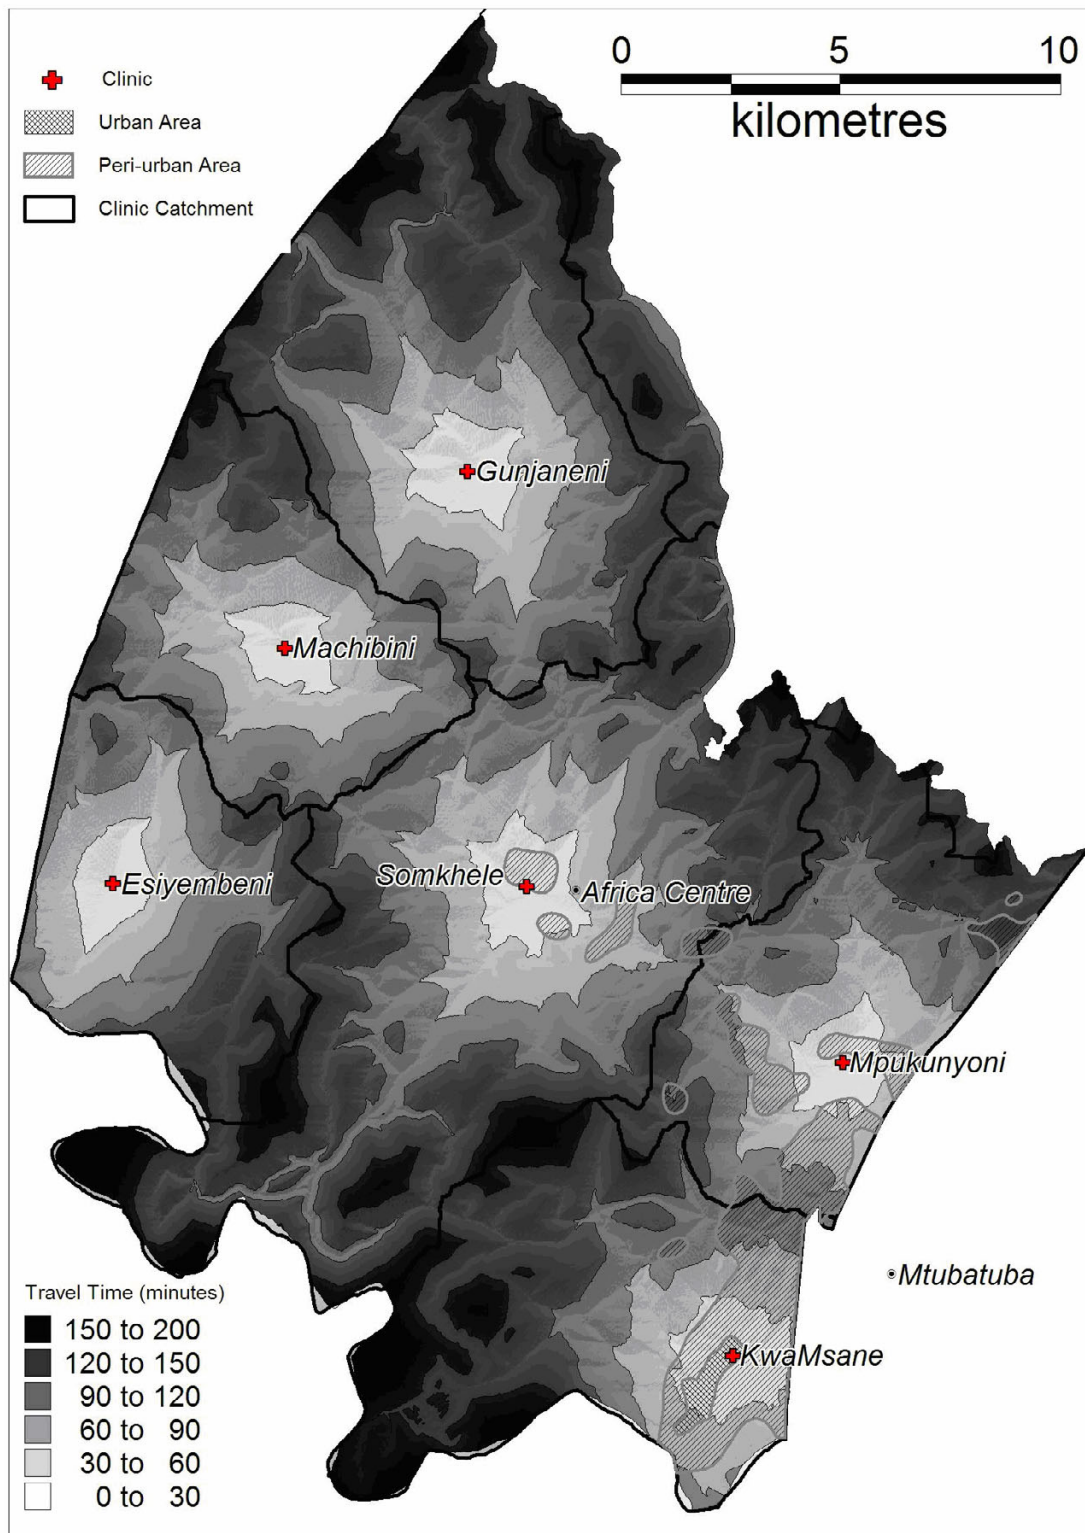 0 5 10
kilometres
Clinic
Urban Area
Peri-urban Area
Clinic Catchment
Gunjaneni
Machibini
Somkhele
Esiyembeni
Africa Centre
Mpukunyoni
Mtubatuba
KwaMsane
Travel Time (minutes)
150 to 200
120 to 150
90 to 120
60 to 90
30 to 60
0 to 30